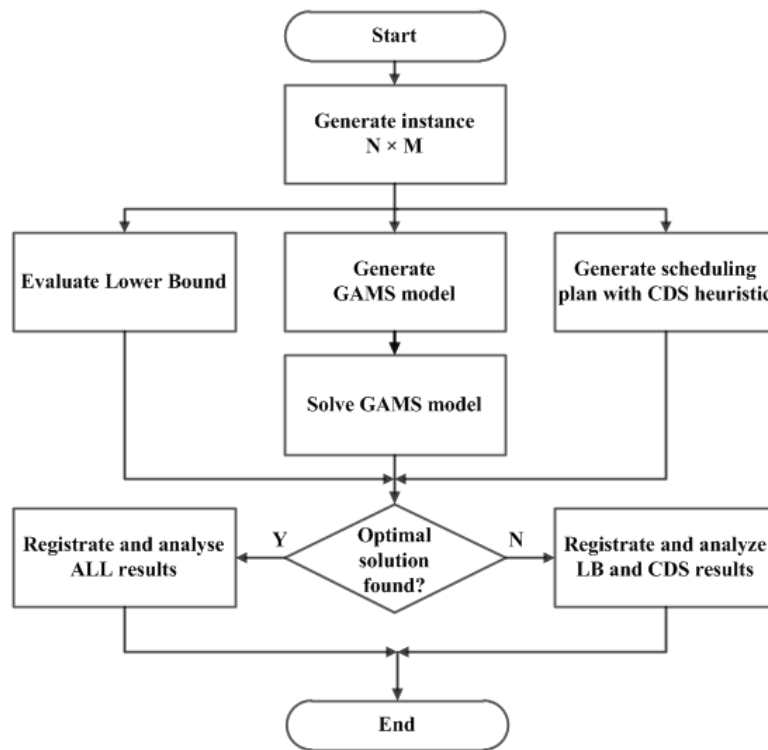 Start
Generate instance
N × M
Evaluate Lower Bound
Generate
GAMS model
Generate scheduling
plan with CDS heuristic
Solve GAMS model
Registrate and analyse
ALL results
Y
Optimal
solution
found?
N
Registrate and analyze
LB and CDS results
End